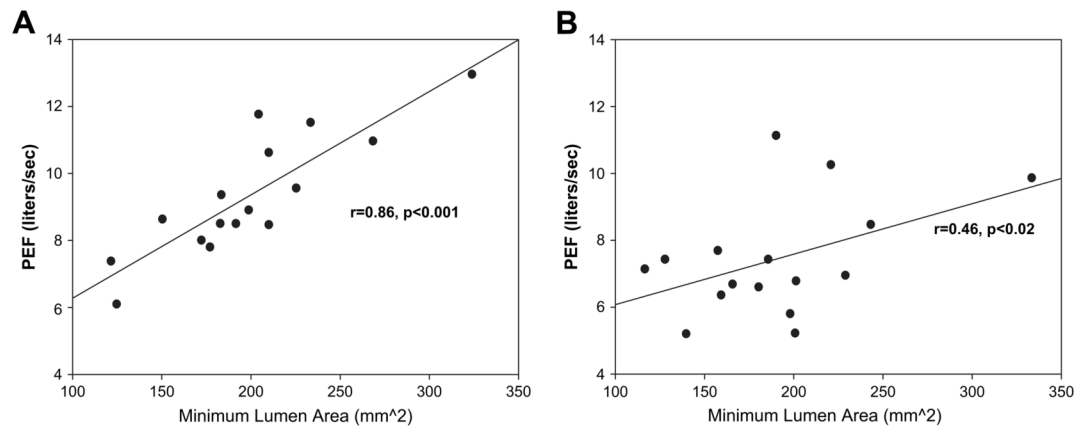 A
14
12
10
8
6
4
PEF (liters/sec)
r=0.86, p<0.001
100 150 200 250 300 350
Minimum Lumen Area (mm^2)
B
14
12
10
8
6
4
PEF (liters/sec)
r=0.46, p<0.02
100 150 200 250 300 350
Minimum Lumen Area (mm^2)